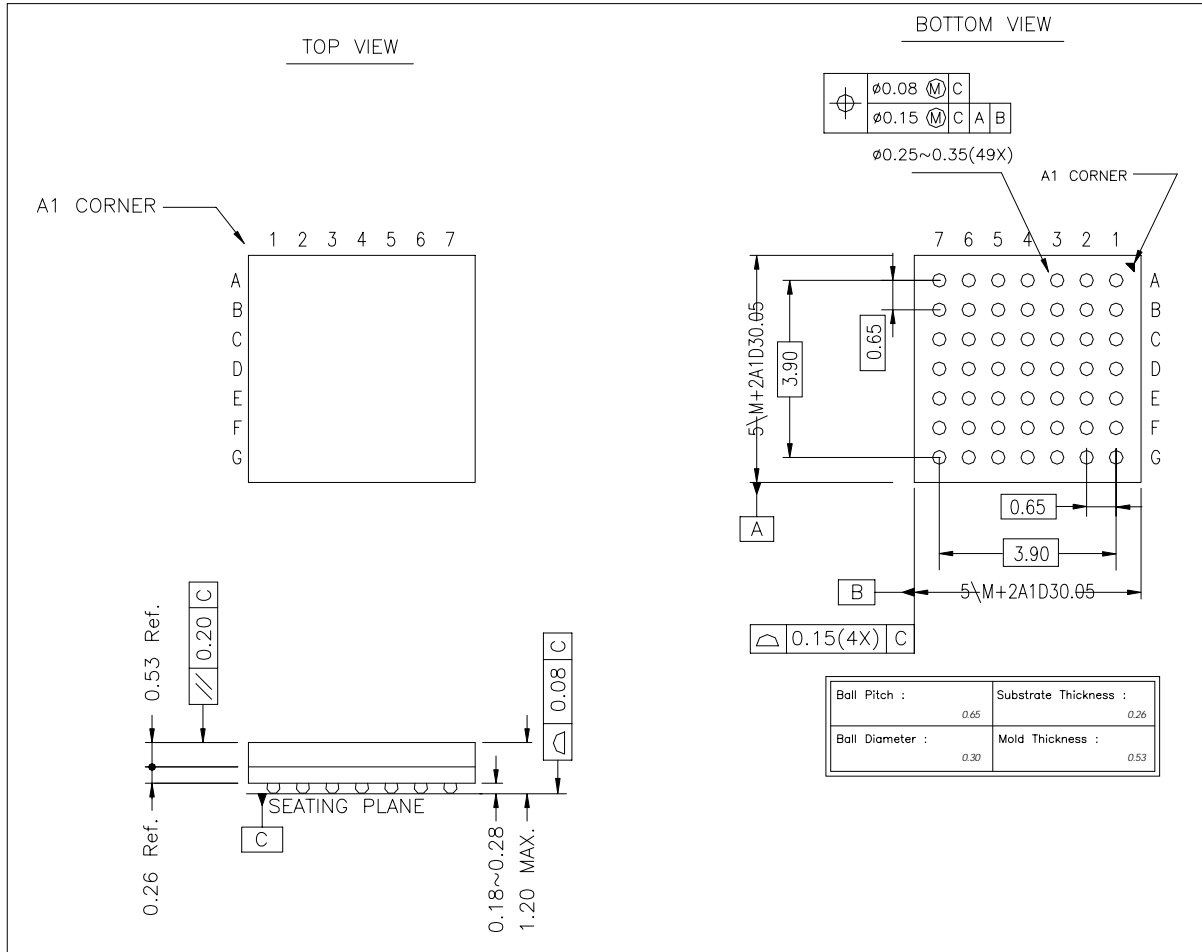 TOP VIEW
BOTTOM VIEW
ø0.08 Ⓜ C
ø0.15 Ⓜ C A B
ø0.25~0.35(49X)
A1 CORNER
A1 CORNER
1 2 3 4 5 6 7
A
B
C
D
E
F
G
7 6 5 4 3 2 1
A
B
C
D
E
F
G
0.65
3.90
5\M+2A1D30.05
A
0.65
3.90
B
5\M+2A1D30.05
0.15(4X) C
0.53 Ref.
// 0.20 C
0.08 C
0.26 Ref.
SEATING PLANE
C
0.18~0.28
1.20 MAX.
Ball Pitch :
0.65
Substrate Thickness :
0.26
Ball Diameter :
0.30
Mold Thickness :
0.53